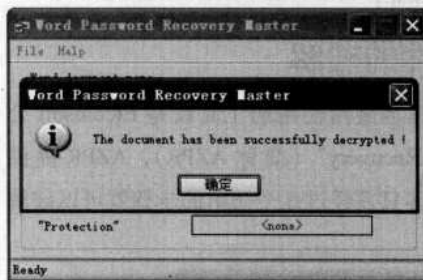 Word Password Recovery Master
File Help
Word Password Recovery Master
The document has been successfully decrypted !
确定
"Protection"
<none>
Ready